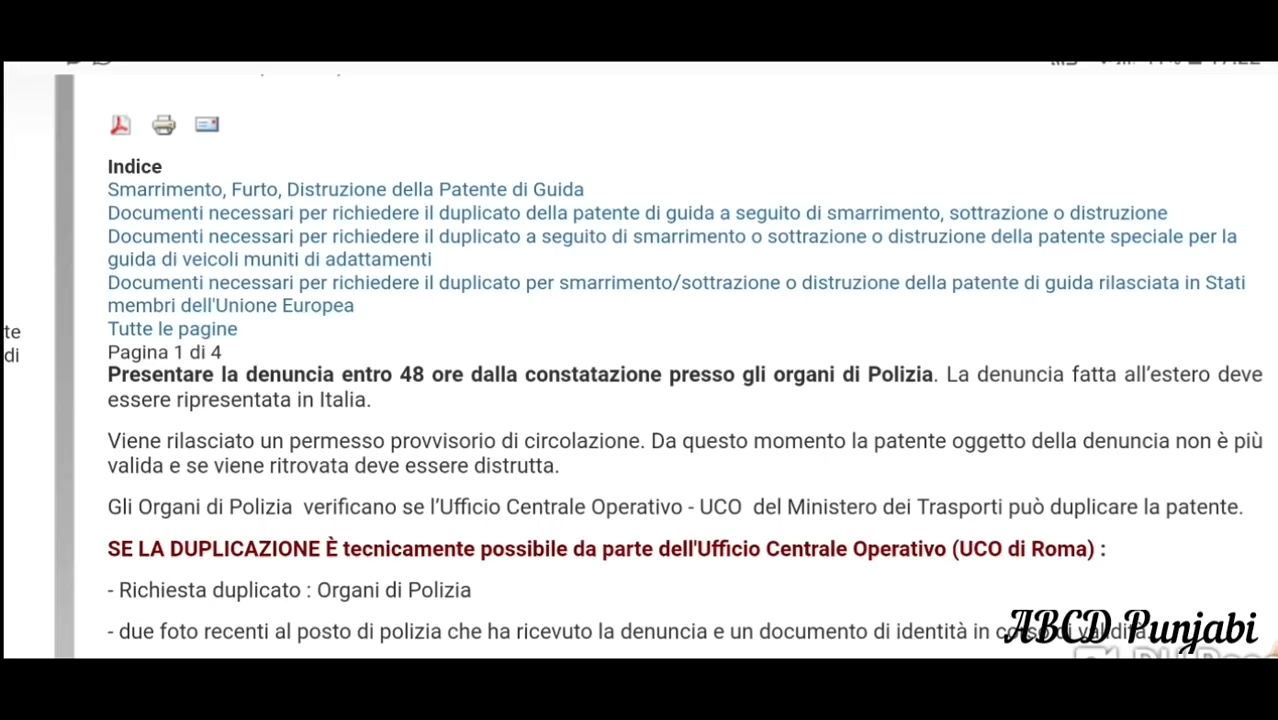 Indice
Smarrimento, Furto, Distruzione della Patente di Guida
Documenti necessari per richiedere il duplicato della patente di guida a seguito di smarrimento, sottrazione o distruzione
Documenti necessari per richiedere il duplicato a seguito di smarrimento o sottrazione o distruzione della patente speciale per la
guida di veicoli muniti di adattamenti
Documenti necessari per richiedere il duplicato per smarrimento/sottrazione o distruzione della patente di guida rilasciata in Stati
membri dell'Unione Europea
Tutte le pagine
te
di
Pagina 1 di 4
Presentare la denuncia entro 48 ore dalla constatazione presso gli organi di Polizia. La denuncia fatta all’estero deve
essere ripresentata in Italia.
Viene rilasciato un permesso provvisorio di circolazione. Da questo momento la patente oggetto della denuncia non è più
valida e se viene ritrovata deve essere distrutta.
Gli Organi di Polizia verificano se l’Ufficio Centrale Operativo - UCO del Ministero dei Trasporti può duplicare la patente.
SE LA DUPLICAZIONE È tecnicamente possibile da parte dell'Ufficio Centrale Operativo (UCO di Roma) :
- Richiesta duplicato : Organi di Polizia
- due foto recenti al posto di polizia che ha ricevuto la denuncia e un documento di identità in corso di validità.
ABCD Punjabi